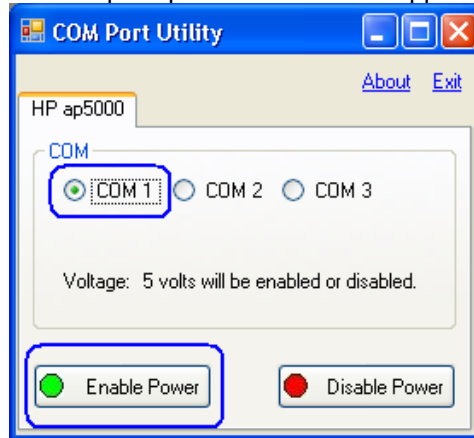 COM Port Utility
About Exit
HP ap5000
COM
COM 1 COM 2 COM 3
Voltage: 5 volts will be enabled or disabled.
Enable Power Disable Power